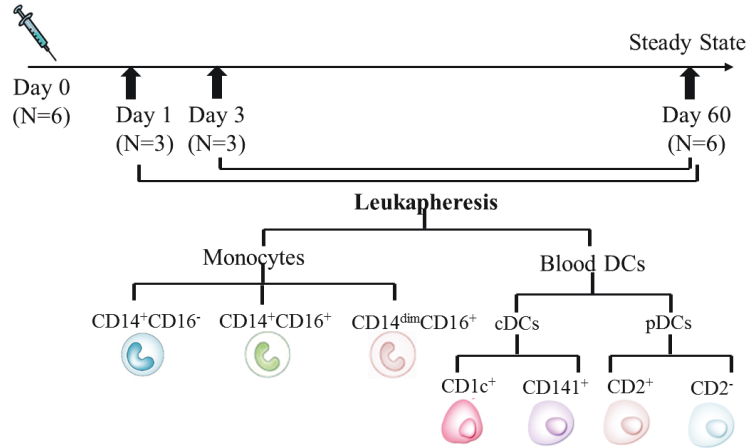 Steady State
Day 0
(N=6)
Day 1
(N=3)
Day 3
(N=3)
Day 60
(N=6)
Leukapheresis
Monocytes
Blood DCs
CD14⁺CD16⁻ CD14⁺CD16⁺ CD14ᵈⁱᵐCD16⁺
cDCs
pDCs
CD1c⁺
CD141⁺
CD2⁺
CD2⁻